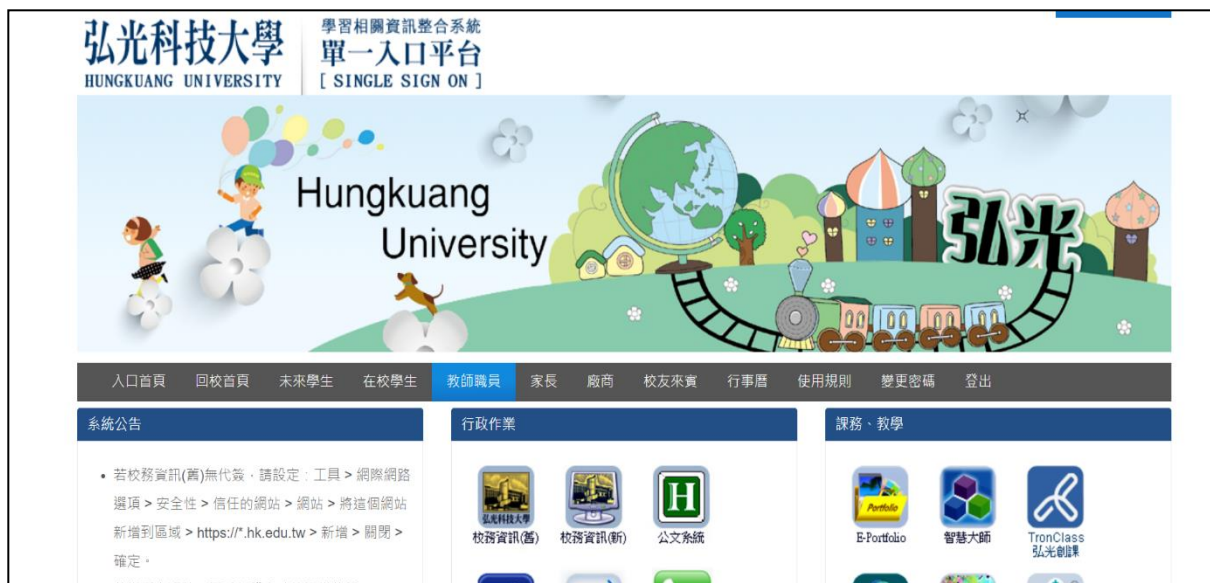 弘光科技大學
HUNGKUANG UNIVERSITY
學習相關資訊整合系統
單一入口平台
[ SINGLE SIGN ON ]
Hungkuang
University
弘光
入口首頁 回校首頁 未來學生 在校學生 教師職員 家長 廠商 校友來賓 行事曆 使用規則 變更密碼 登出
系統公告
• 若校務資訊(舊)無代簽，請設定：工具 > 網際網路
選項 > 安全性 > 信任的網站 > 網站 > 將這個網站
新增到區域 > https://*.hk.edu.tw > 新增 > 關閉 >
確定。
行政作業
弘光科技大學
校務資訊(舊) 校務資訊(新) 公文系統
課務、教學
Portfolio
E-Portfolio 智慧大師 TronClass
弘光創課